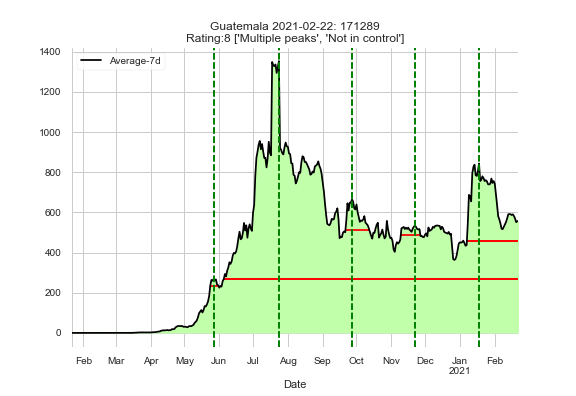 Guatemala 2021-02-22: 171289
Rating:8 ['Multiple peaks', 'Not in control']
Average-7d
1400
1200
1000
800
600
400
200
0
Feb Mar Apr May Jun Jul Aug Sep Oct Nov Dec Jan Feb
2021
Date